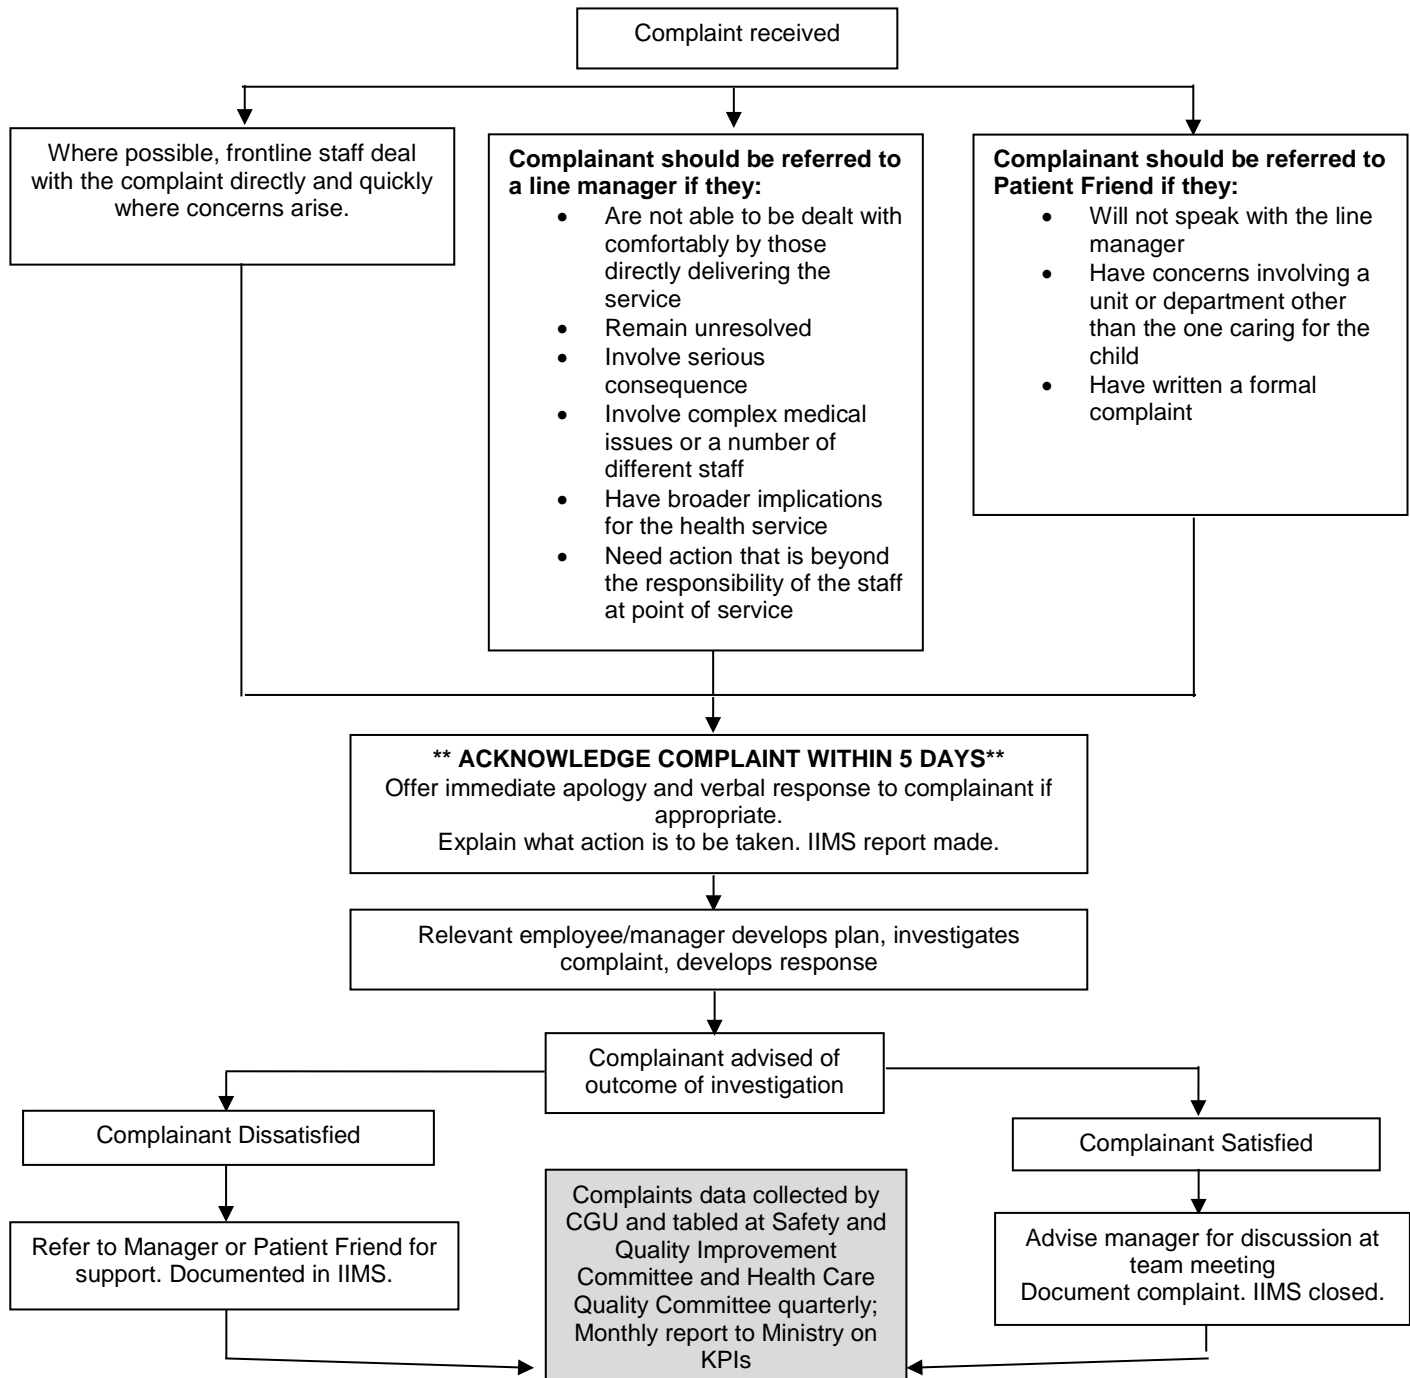 Complaint received
Where possible, frontline staff deal
with the complaint directly and quickly
where concerns arise.
Complainant should be referred to
a line manager if they:
• Are not able to be dealt with
comfortably by those
directly delivering the
service
• Remain unresolved
• Involve serious
consequence
• Involve complex medical
issues or a number of
different staff
• Have broader implications
for the health service
• Need action that is beyond
the responsibility of the staff
at point of service
Complainant should be referred to
Patient Friend if they:
• Will not speak with the line
manager
• Have concerns involving a
unit or department other
than the one caring for the
child
• Have written a formal
complaint
** ACKNOWLEDGE COMPLAINT WITHIN 5 DAYS**
Offer immediate apology and verbal response to complainant if
appropriate.
Explain what action is to be taken. IIMS report made.
Relevant employee/manager develops plan, investigates
complaint, develops response
Complainant advised of
outcome of investigation
Complainant Dissatisfied
Complainant Satisfied
Refer to Manager or Patient Friend for
support. Documented in IIMS.
Complaints data collected by
CGU and tabled at Safety and
Quality Improvement
Committee and Health Care
Quality Committee quarterly;
Monthly report to Ministry on
KPIs
Advise manager for discussion at
team meeting
Document complaint. IIMS closed.